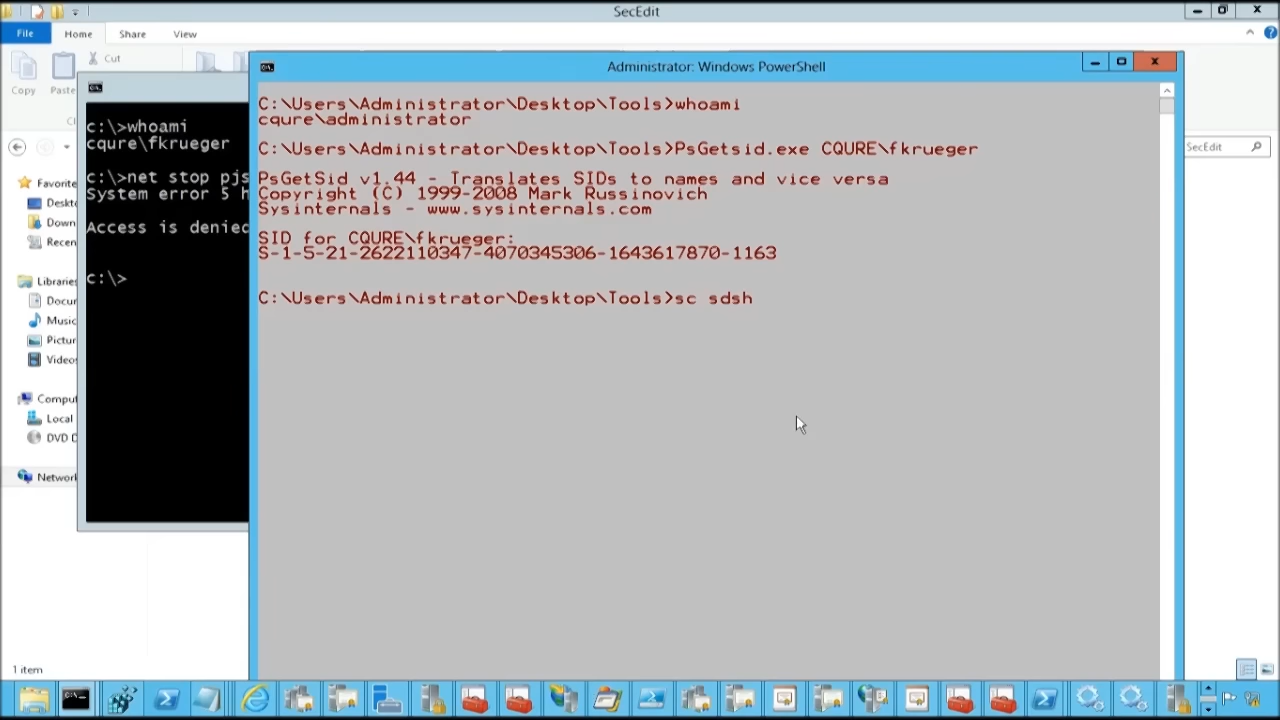 SecEdit
File
Home
Share
View
Copy
Paste
Cut
SecEdit
Favorite
Deskt
Down
Recen
Libraries
Docur
Music
Pictur
Videos
Comput
Local
DVD D
Network
1 item
c:\>whoami
cqure\fkrueger
c:\>net stop pjs
System error 5 h
Access is denied
c:\>
Administrator: Windows PowerShell
C:\Users\Administrator\Desktop\Tools>whoami
cqure\administrator
C:\Users\Administrator\Desktop\Tools>PsGetsid.exe CQURE\fkrueger
PsGetSid v1.44 - Translates SIDs to names and vice versa
Copyright (C) 1999-2008 Mark Russinovich
Sysinternals - www.sysinternals.com
SID for CQURE\fkrueger:
S-1-5-21-2622110347-4070345306-1643617870-1163
C:\Users\Administrator\Desktop\Tools>sc sdsh